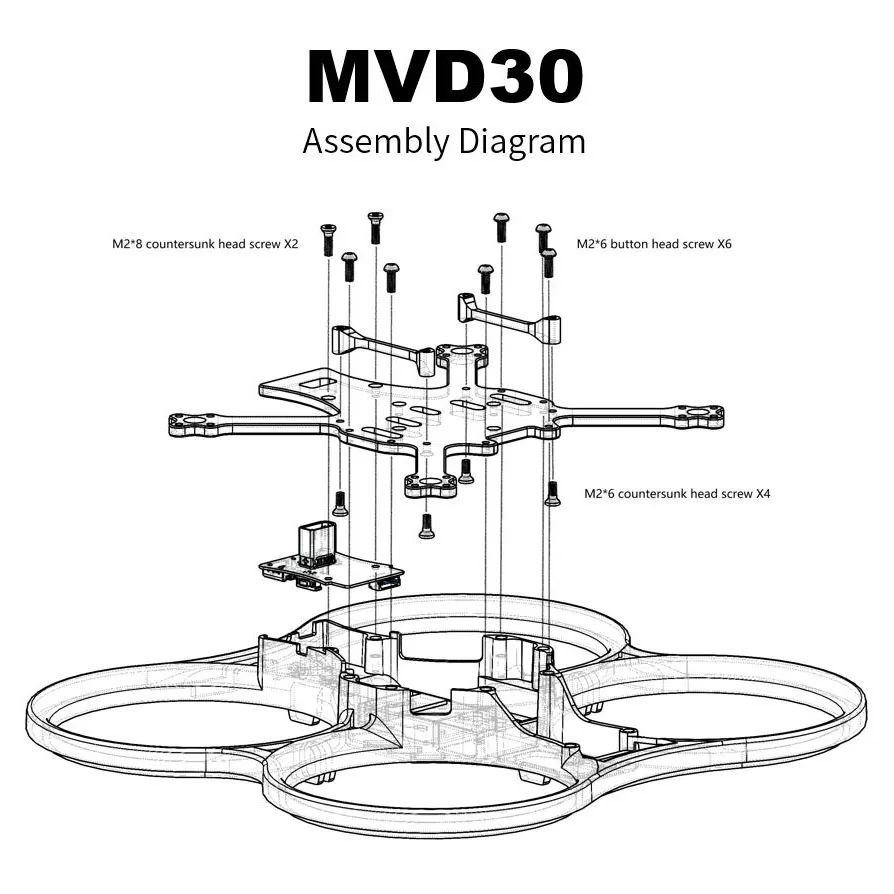 MVD30
Assembly Diagram
M2*8 countersunk head screw X2
M2*6 button head screw X6
M2*6 countersunk head screw X4